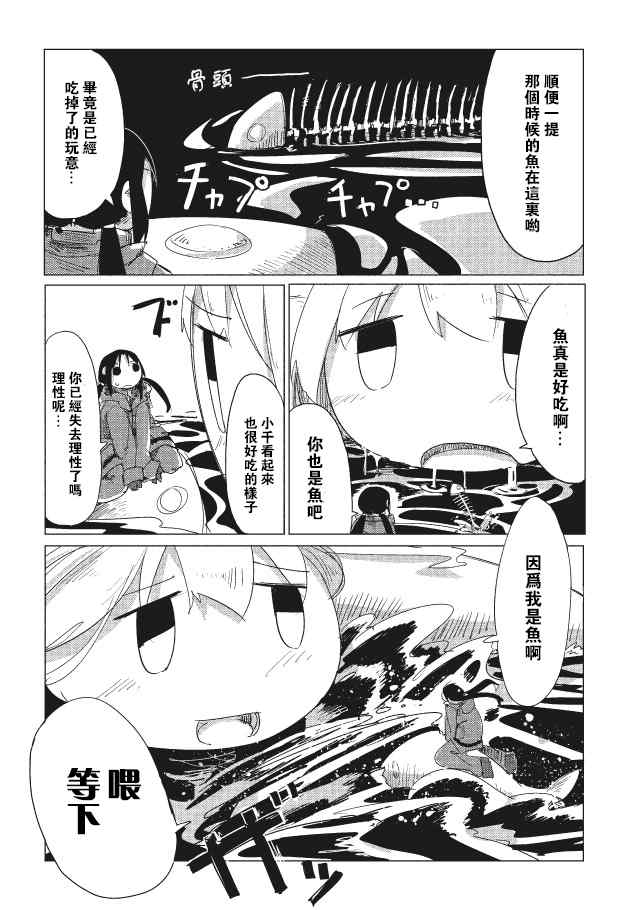 順便一提
那個時候的魚在這裏喲
骨頭
チャプ
チャプ…
畢竟是已經
吃掉了的玩意…
魚真是好吃啊…
你也是魚吧
ズ
小千看起來
也很好吃的樣子
你已經失去理性了嗎
理性呢…
因爲我是魚啊
喂
等下